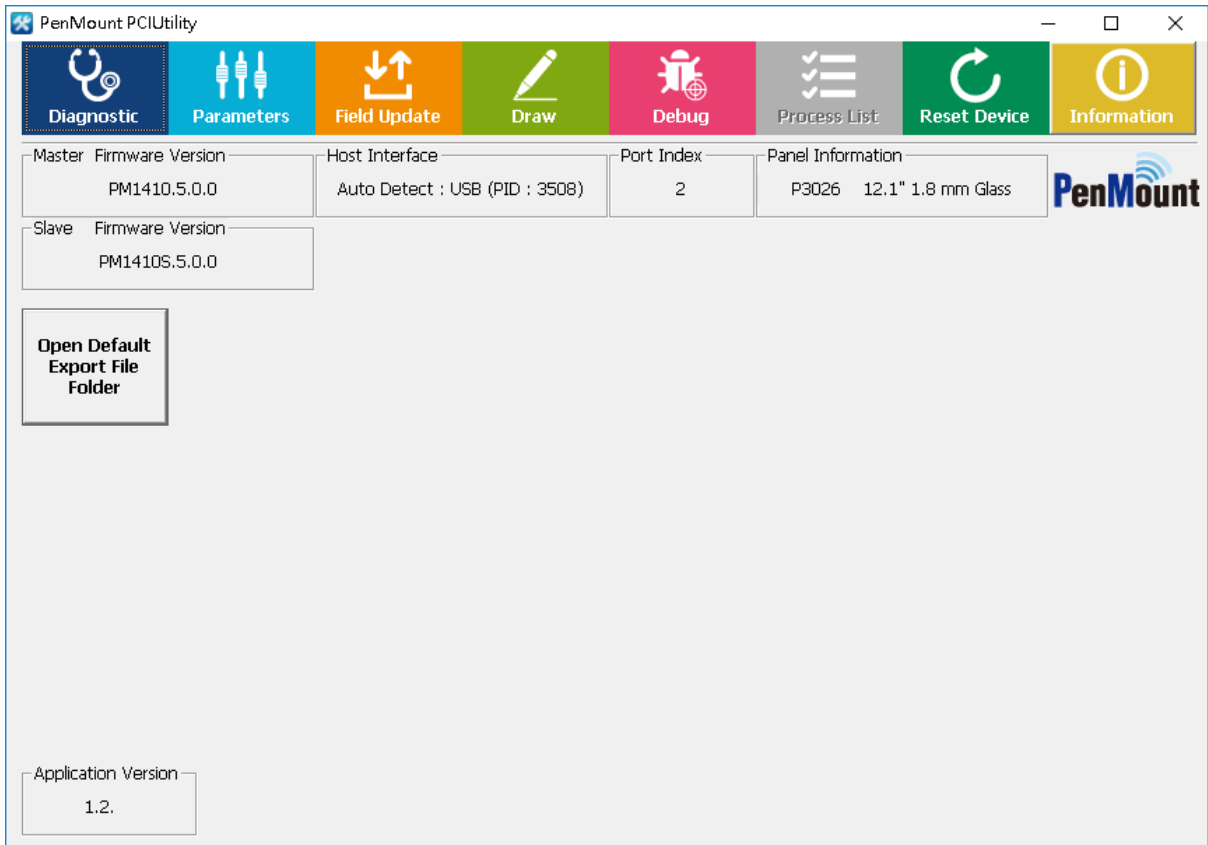 PenMount PCIUtility
Diagnostic
Parameters
Field Update
Draw
Debug
Process List
Reset Device
Information
Master Firmware Version
PM1410.5.0.0
Host Interface
Auto Detect : USB (PID : 3508)
Port Index
2
Panel Information
P3026 12.1" 1.8 mm Glass
PenMount
Slave Firmware Version
PM1410S.5.0.0
Open Default
Export File
Folder
Application Version
1.2.